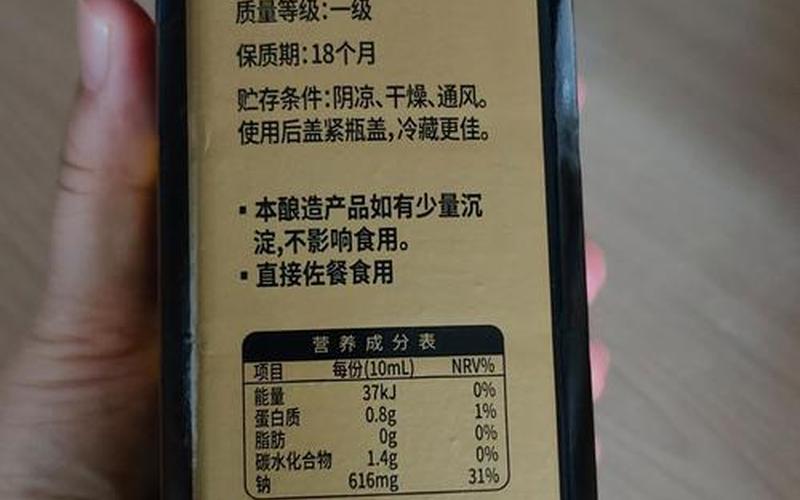 质量等级：一级
保质期：18个月
贮存条件：阴凉、干燥、通风。
使用后盖紧瓶盖，冷藏更佳。
▪ 本酿造产品如有少量沉
淀，不影响食用。
▪ 直接佐餐食用
营养成分表
项目 每份(10mL) NRV%
能量 37kJ 0%
蛋白质 0.8g 1%
脂肪 0g 0%
碳水化合物 1.4g 0%
钠 616mg 31%